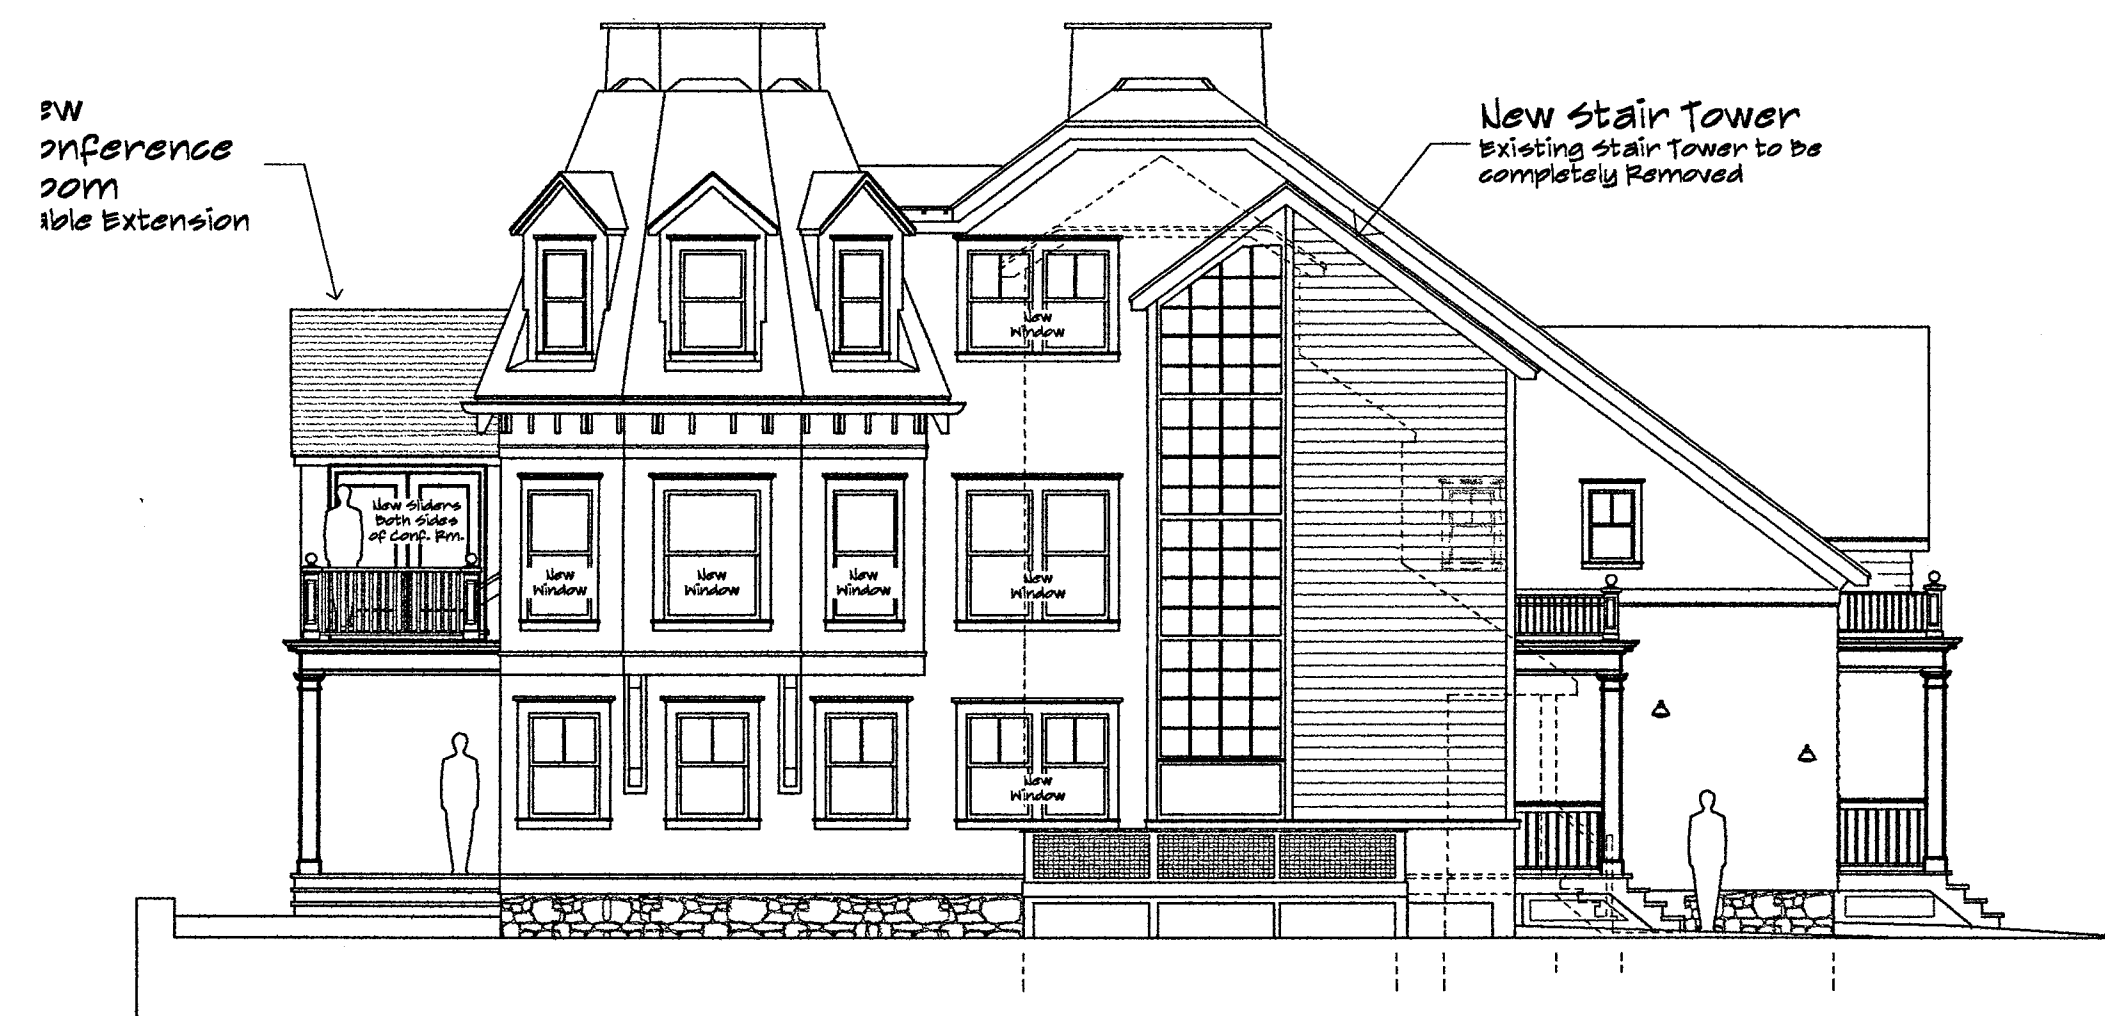 ew
onference
oom
able Extension
New Stair Tower
Existing Stair Tower to Be
completely Removed
New
Window
New Sliders
Both Sides
of Conf. Rm.
New
Window
New
Window
New
Window
New
Window
New
Window